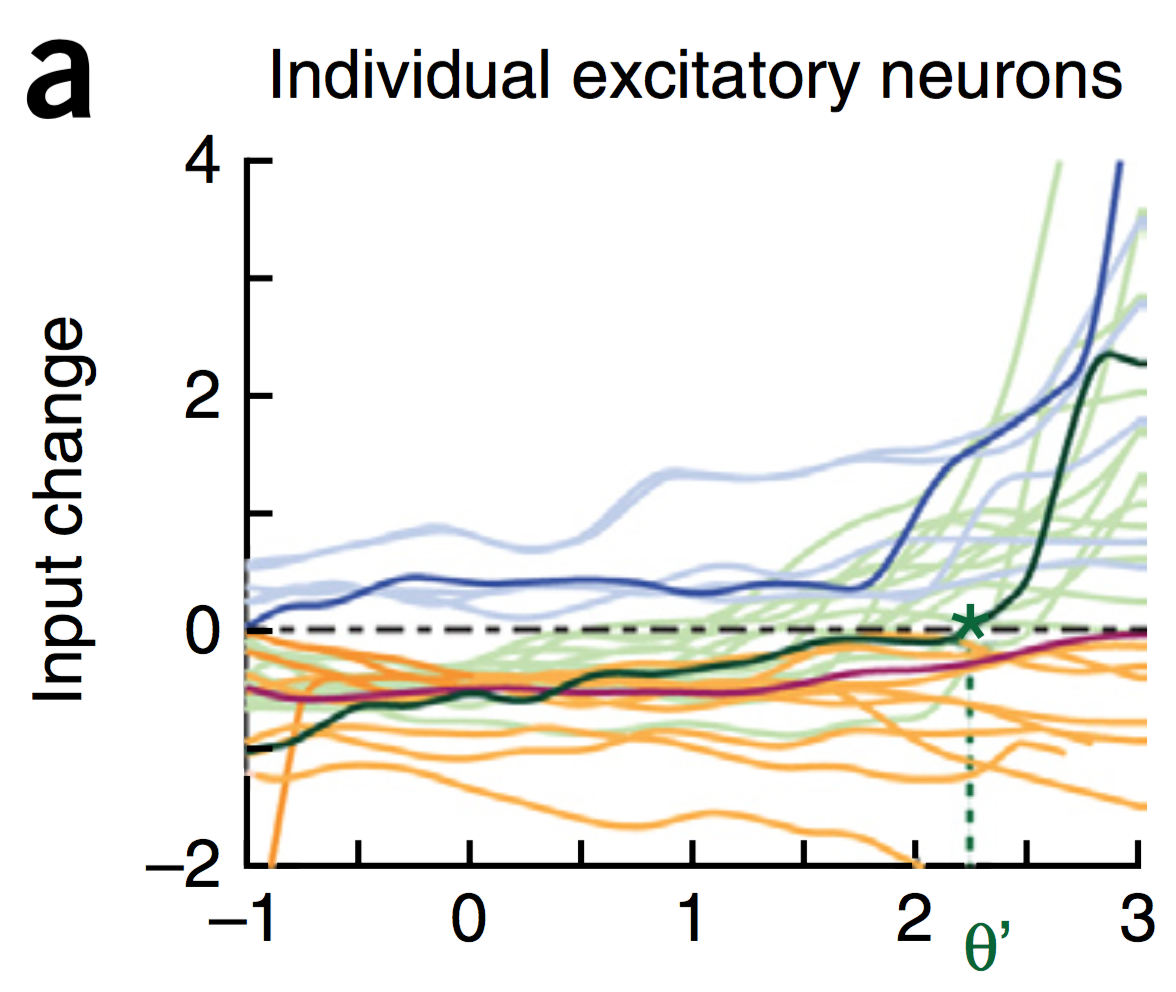 a
Individual excitatory neurons
Input change
4
2
0
−2
−1 0 1 2 3
*
θ’